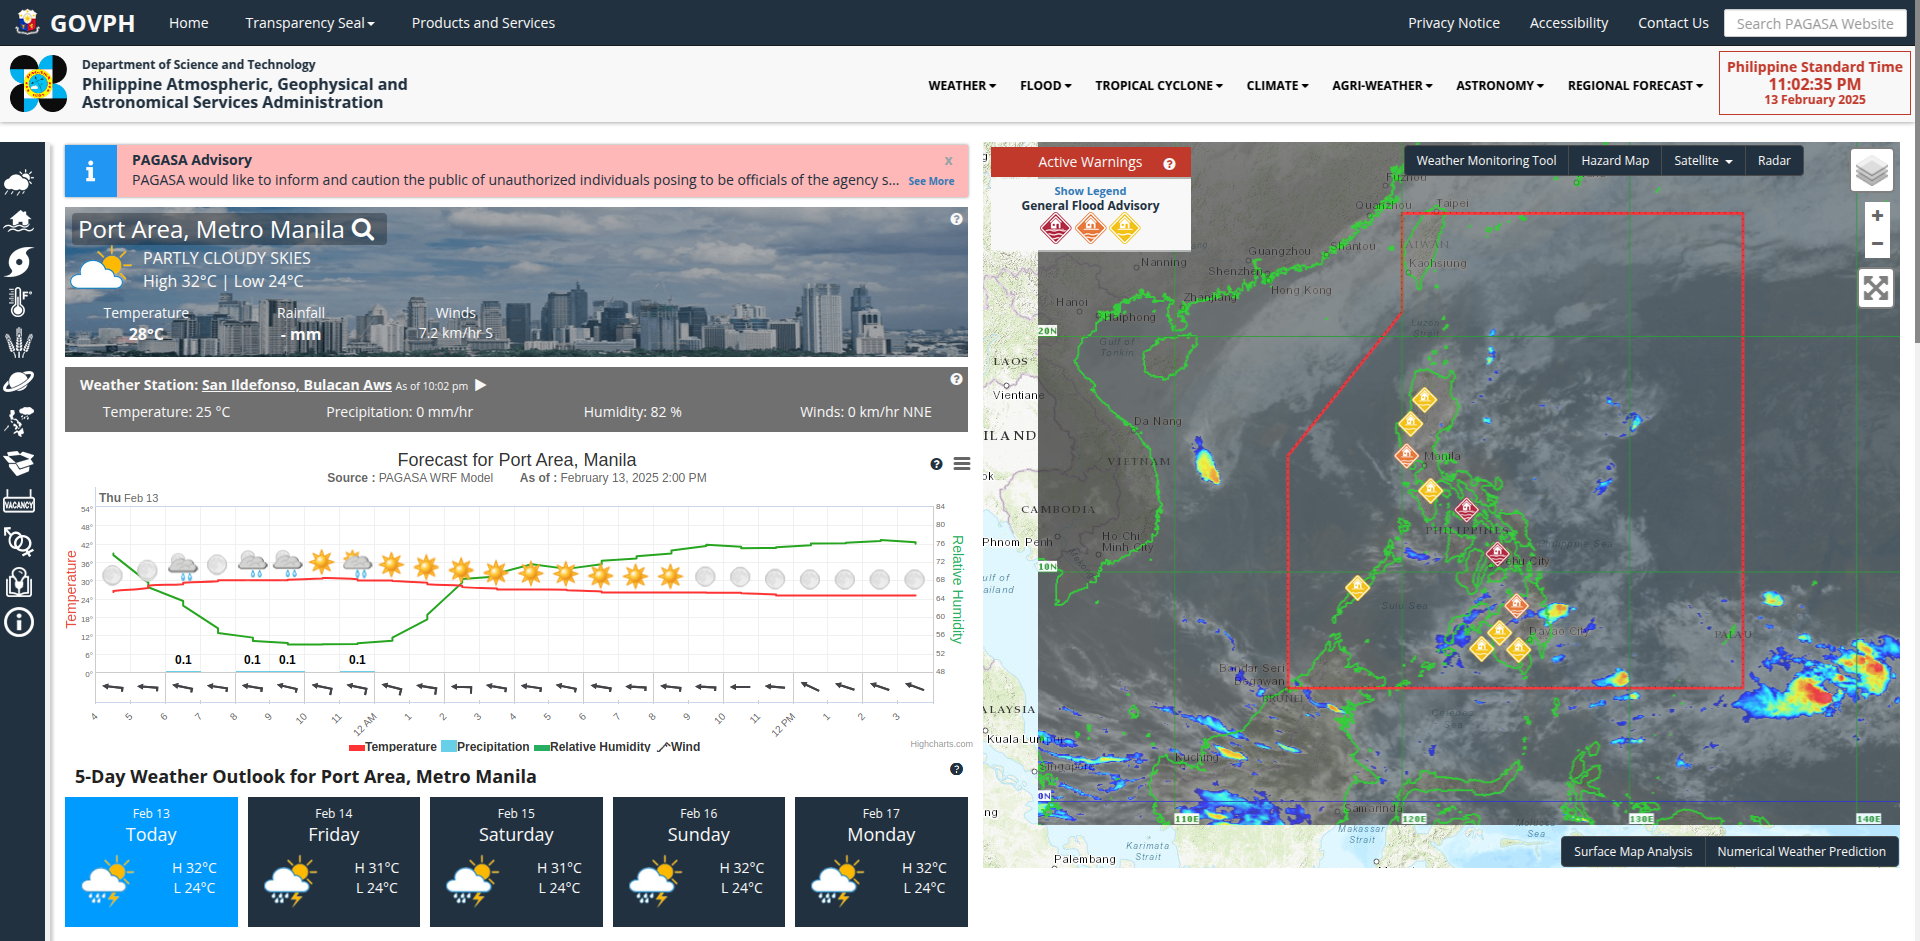 GOVPH
Home
Transparency Seal
Products and Services
Privacy Notice
Accessibility
Contact Us
Search PAGASA Website
Department of Science and Technology
Philippine Atmospheric, Geophysical and
Astronomical Services Administration
WEATHER
FLOOD
TROPICAL CYCLONE
CLIMATE
AGRI-WEATHER
ASTRONOMY
REGIONAL FORECAST
Philippine Standard Time
11:02:35 PM
13 February 2025
PAGASA Advisory
x
PAGASA would like to inform and caution the public of unauthorized individuals posing to be officials of the agency s... See More
Port Area, Metro Manila
PARTLY CLOUDY SKIES
High 32°C | Low 24°C
Temperature
Rainfall
Winds
28°C
- mm
7.2 km/hr S
Weather Station: San Ildefonso, Bulacan Aws As of 10:02 pm
Temperature: 25 °C
Precipitation: 0 mm/hr
Humidity: 82 %
Winds: 0 km/hr NNE
Forecast for Port Area, Manila
Source : PAGASA WRF Model As of : February 13, 2025 2:00 PM
Thu Feb 13
Temperature
54°
48°
42°
36°
30°
24°
18°
12°
6°
0°
84
80
76
72
68
64
60
56
52
48
Relative Humidity
0.1
0.1
0.1
0.1
4
5
6
7
8
9
10
11
12 AM
1
2
3
4
5
6
7
8
9
10
11
12 PM
1
2
3
Temperature
Precipitation
Relative Humidity
Wind
Highcharts.com
5-Day Weather Outlook for Port Area, Metro Manila
Feb 13
Today
H 32°C
L 24°C
Feb 14
Friday
H 31°C
L 24°C
Feb 15
Saturday
H 31°C
L 24°C
Feb 16
Sunday
H 32°C
L 24°C
Feb 17
Monday
H 32°C
L 24°C
VACANCY
Active Warnings
Show Legend
General Flood Advisory
Weather Monitoring Tool
Hazard Map
Satellite
Radar
+
−
Fuzhou
Quanzhou
Taipei
TAIWAN
Kaohsiung
Guangzhou
Shantou
Nanning
Shenzhen
Hong Kong
Zhanjiang
Hanoi
Haiphong
Luzon
Strait
20N
Gulf of
Tonkin
LAOS
Vientiane
Da Nang
ILAND
VIETNAM
Manila
ok
CAMBODIA
PHILIPPINES
Phnom Penh
Ho Chi
Minh City
10N
ulf of
ailand
Sulu Sea
Davao City
PALAU
Bandar Seri
Begawan
BRUNEI
ALAYSIA
Kuala Lumpur
Kuching
Singapore
0N
Samarinda
110E
120E
130E
140E
ng
Makassar
Strait
Karimata
Strait
Sea
Palembang
Surface Map Analysis
Numerical Weather Prediction